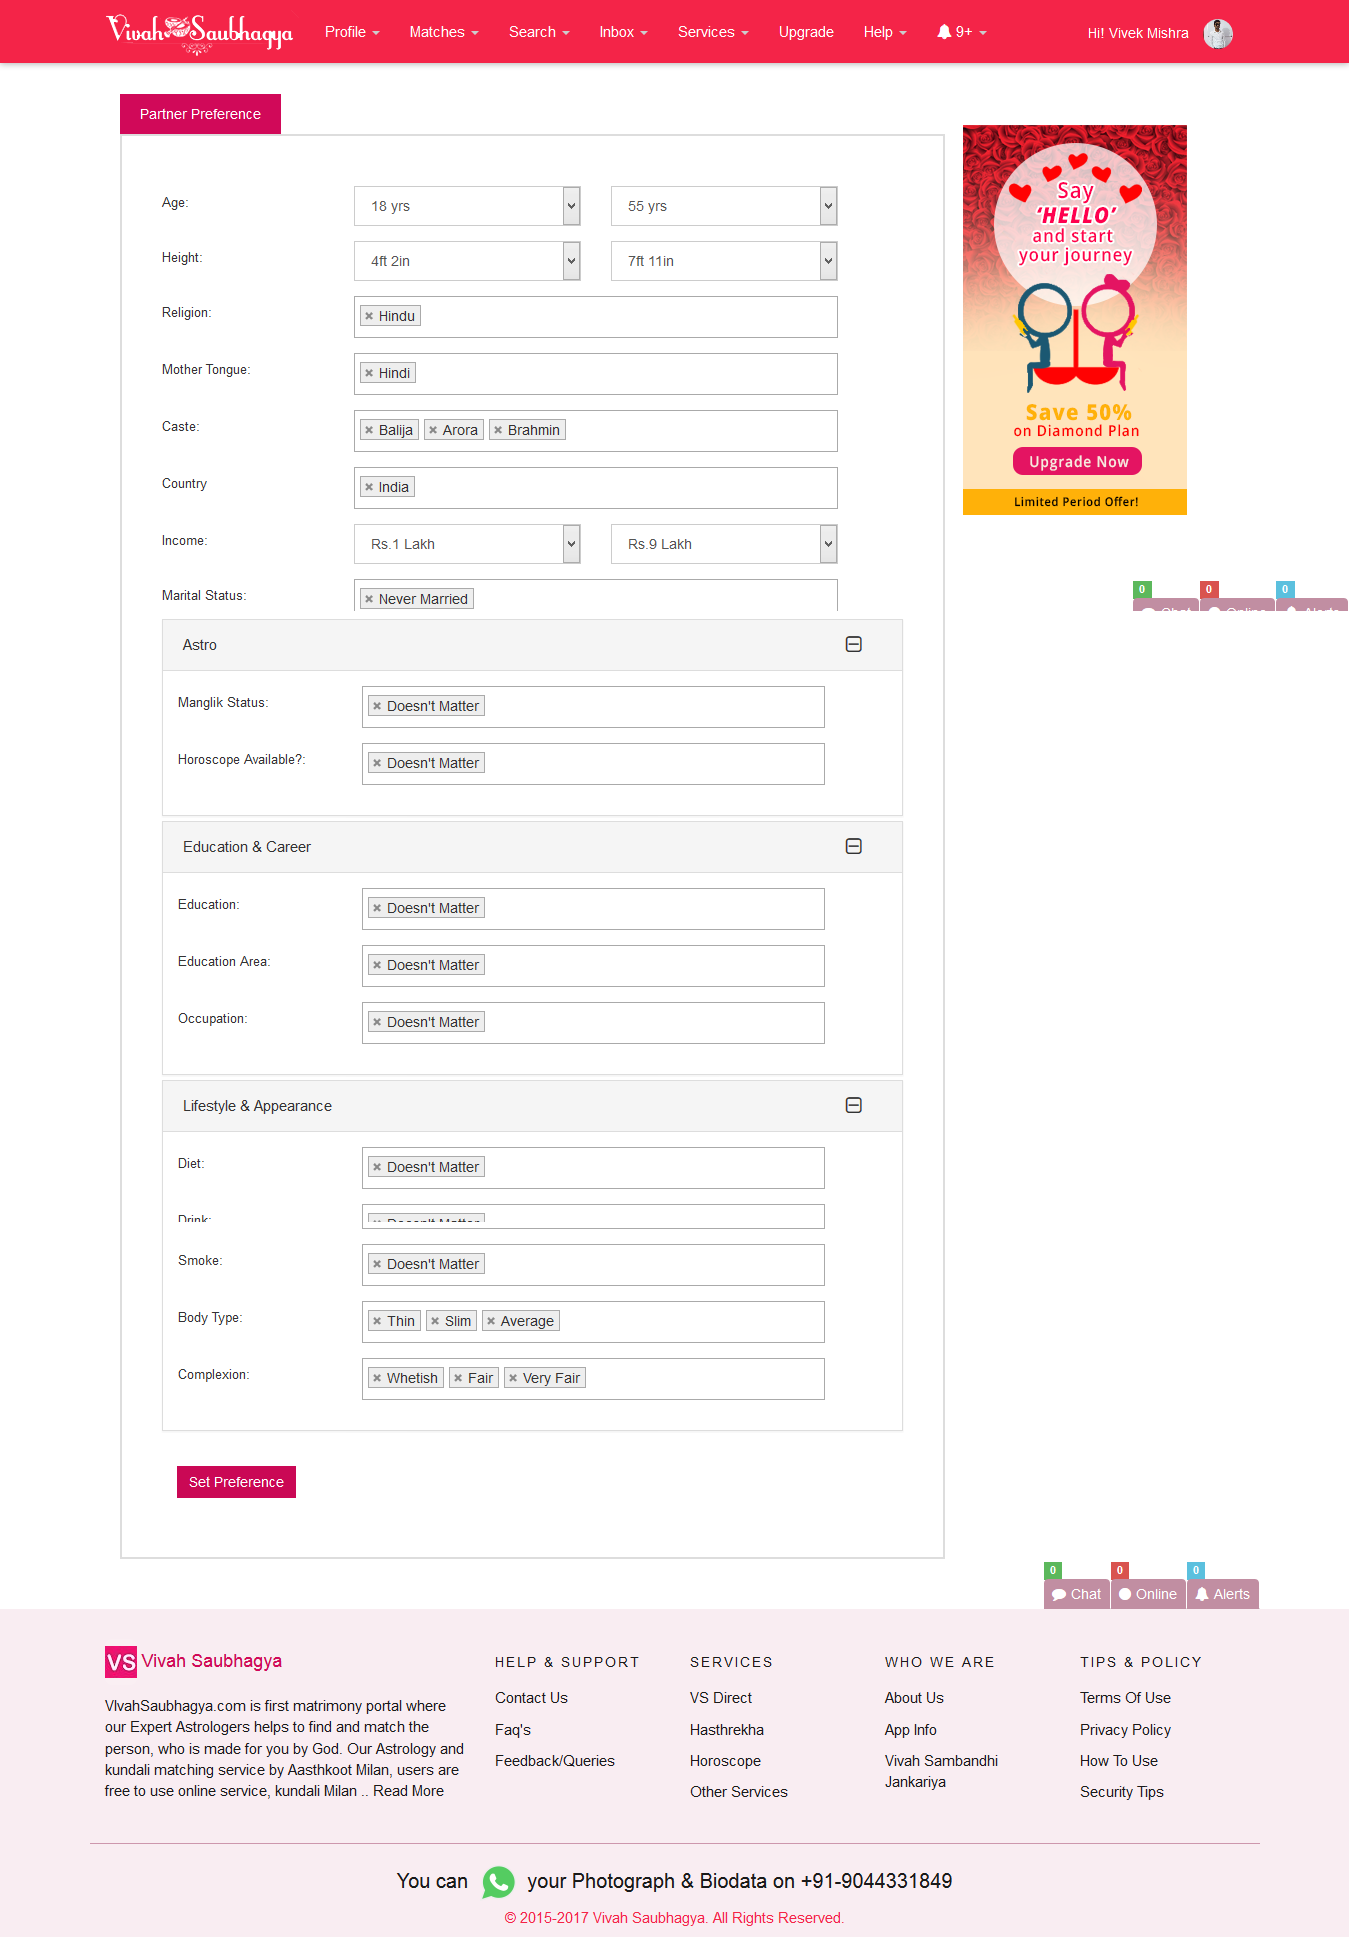 Vivah Saubhagya
Profile Matches Search Inbox Services Upgrade Help 9+ Hi! Vivek Mishra
Partner Preference
Age: 18 yrs 55 yrs
Height: 4ft 2in 7ft 11in
Religion: × Hindu
Mother Tongue: × Hindi
Caste: × Balija × Arora × Brahmin
Country × India
Income: Rs.1 Lakh Rs.9 Lakh
Marital Status: × Never Married
Say
'HELLO'
and start
your journey
Save 50%
on Diamond Plan
Upgrade Now
Limited Period Offer!
0 0 0
Chat Online Alerts
Astro
Manglik Status: × Doesn't Matter
Horoscope Available?: × Doesn't Matter
Education & Career
Education: × Doesn't Matter
Education Area: × Doesn't Matter
Occupation: × Doesn't Matter
Lifestyle & Appearance
Diet: × Doesn't Matter
Drink: × Doesn't Matter
Smoke: × Doesn't Matter
Body Type: × Thin × Slim × Average
Complexion: × Whetish × Fair × Very Fair
Set Preference
0 0 0
Chat Online Alerts
VS Vivah Saubhagya
VIvahSaubhagya.com is first matrimony portal where
our Expert Astrologers helps to find and match the
person, who is made for you by God. Our Astrology and
kundali matching service by Aasthkoot Milan, users are
free to use online service, kundali Milan .. Read More
HELP & SUPPORT
Contact Us
Faq's
Feedback/Queries
SERVICES
VS Direct
Hasthrekha
Horoscope
Other Services
WHO WE ARE
About Us
App Info
Vivah Sambandhi
Jankariya
TIPS & POLICY
Terms Of Use
Privacy Policy
How To Use
Security Tips
You can your Photograph & Biodata on +91-9044331849
© 2015-2017 Vivah Saubhagya. All Rights Reserved.